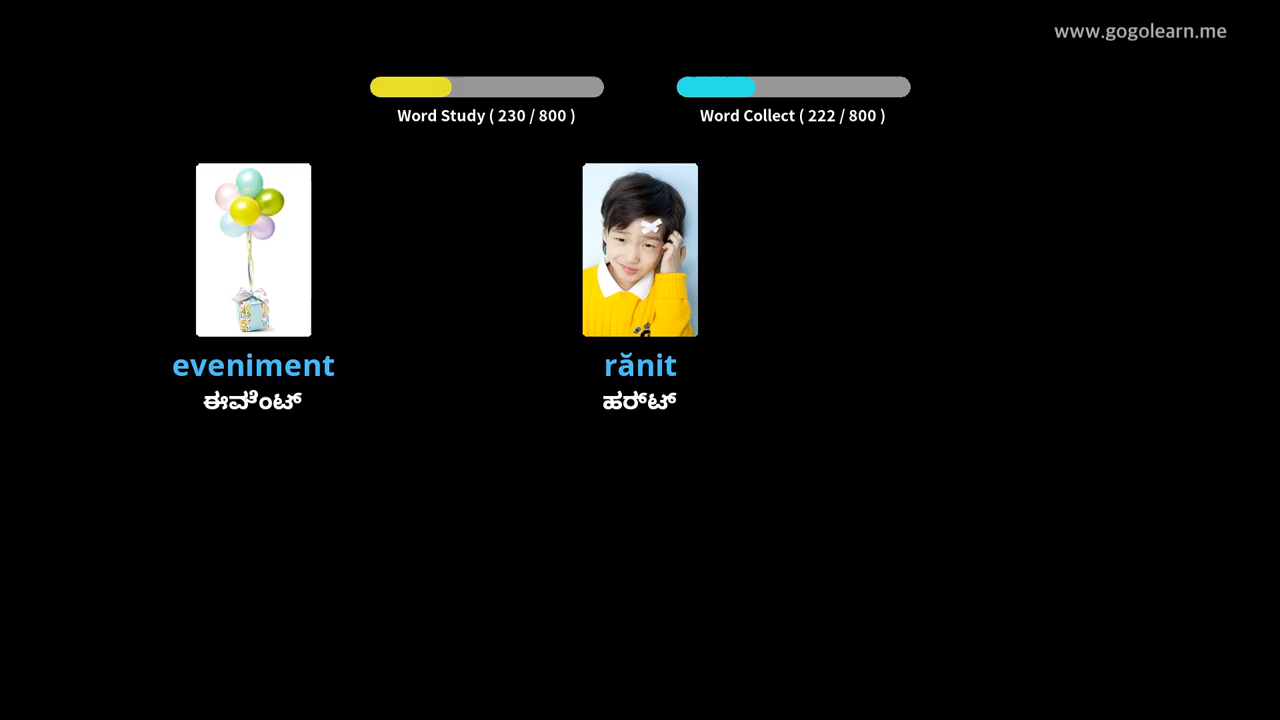 www.gogolearn.me
Word Study ( 230 / 800 )
Word Collect ( 222 / 800 )
eveniment
rănit
ಈವೆಂಟ್
ಹರ್ಟ್